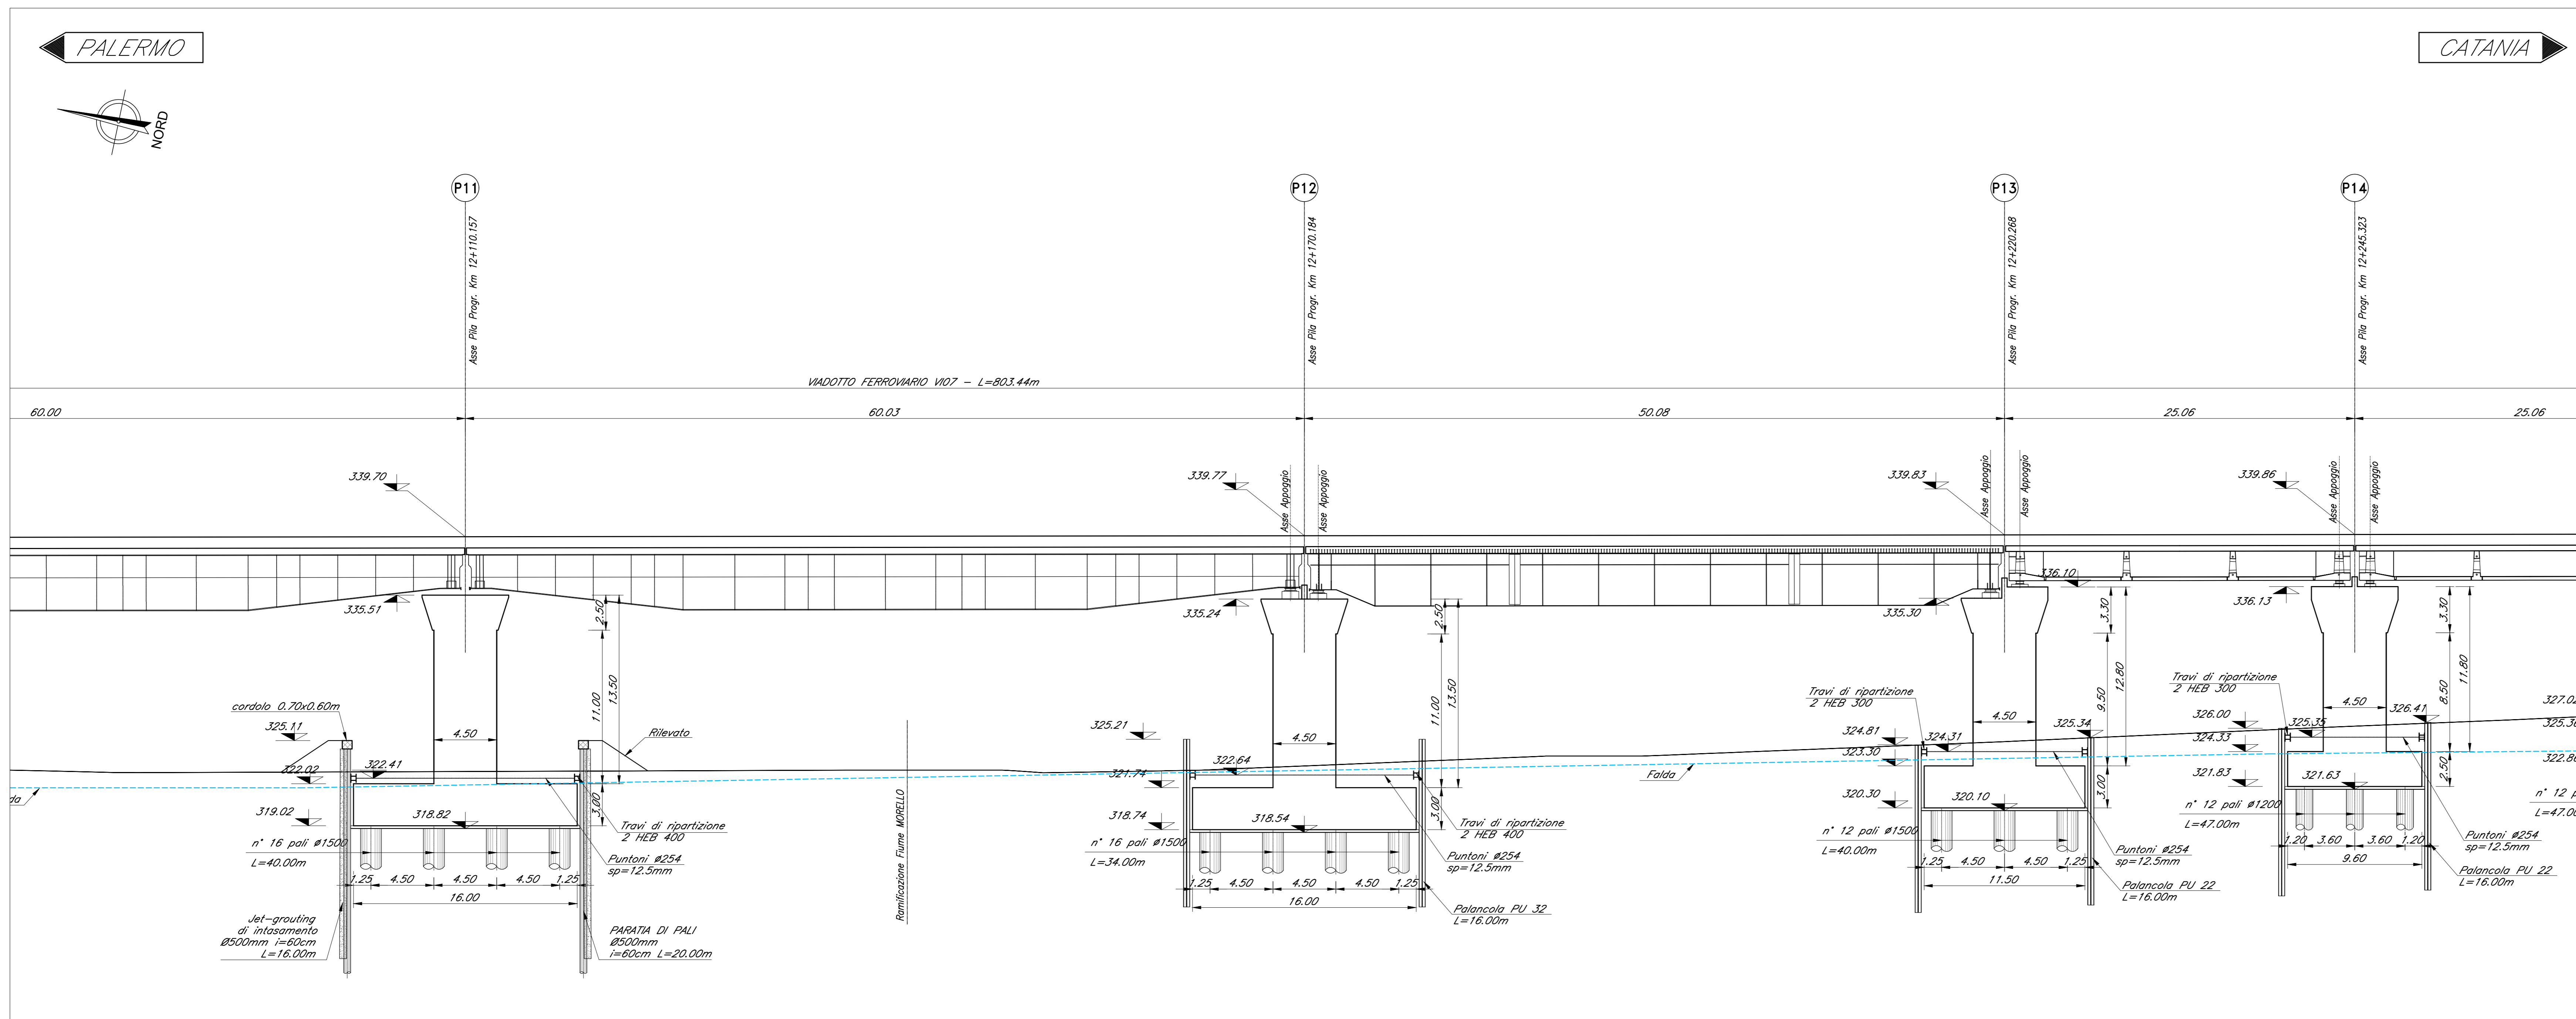 PALERMO
CATANIA
NORD
P11
P12
P13
P14
Asse Pila Progr. Km 12+110.157
Asse Pila Progr. Km 12+170.184
Asse Pila Progr. Km 12+220.268
Asse Pila Progr. Km 12+245.323
VIADOTTO FERROVIARIO VI07 - L=803.44m
60.00
60.03
50.08
25.06
25.06
339.70
339.77
Asse Appoggio
Asse Appoggio
339.83
Asse Appoggio
Asse Appoggio
339.86
Asse Appoggio
Asse Appoggio
335.51
2.50
11.00
13.50
cordolo 0.70x0.60m
325.11
4.50
Rilevato
322.02
322.41
319.02
318.82
3.00
n° 16 pali Ø1500
L=40.00m
Travi di ripartizione
2 HEB 400
Puntoni Ø254
sp=12.5mm
1.25
4.50
4.50
4.50
1.25
16.00
Jet-grouting
di intasamento
Ø500mm i=60cm
L=16.00m
PARATIA DI PALI
Ø500mm
i=60cm L=20.00m
Ramificazione Fiume MORELLO
335.24
2.50
11.00
13.50
325.21
4.50
322.64
321.74
318.74
318.54
3.00
n° 16 pali Ø1500
L=34.00m
Travi di ripartizione
2 HEB 400
Puntoni Ø254
sp=12.5mm
1.25
4.50
4.50
4.50
1.25
16.00
Palancola PU 32
L=16.00m
Falda
335.30
336.10
3.30
9.50
12.80
Travi di ripartizione
2 HEB 300
4.50
324.81
324.31
325.34
323.30
320.30
320.10
3.00
n° 12 pali Ø1500
L=40.00m
Puntoni Ø254
sp=12.5mm
1.25
4.50
4.50
1.25
11.50
Palancola PU 22
L=16.00m
336.13
3.30
8.50
11.80
Travi di ripartizione
2 HEB 300
4.50
326.00
325.35
326.41
324.33
321.83
321.63
2.50
n° 12 pali Ø1200
L=47.00m
Puntoni Ø254
sp=12.5mm
1.20
3.60
3.60
1.20
9.60
Palancola PU 22
L=16.00m
n° 12 p